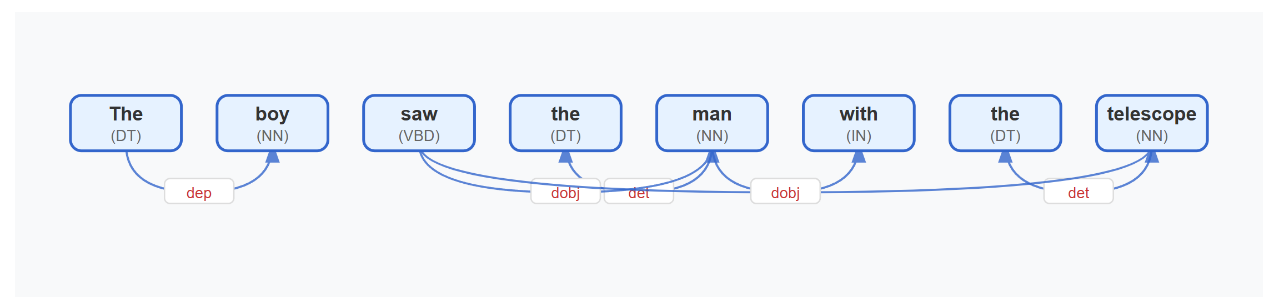 The boy saw the man with the telescope
(DT) (NN) (VBD) (DT) (NN) (IN) (DT) (NN)
dep dobj det dobj det